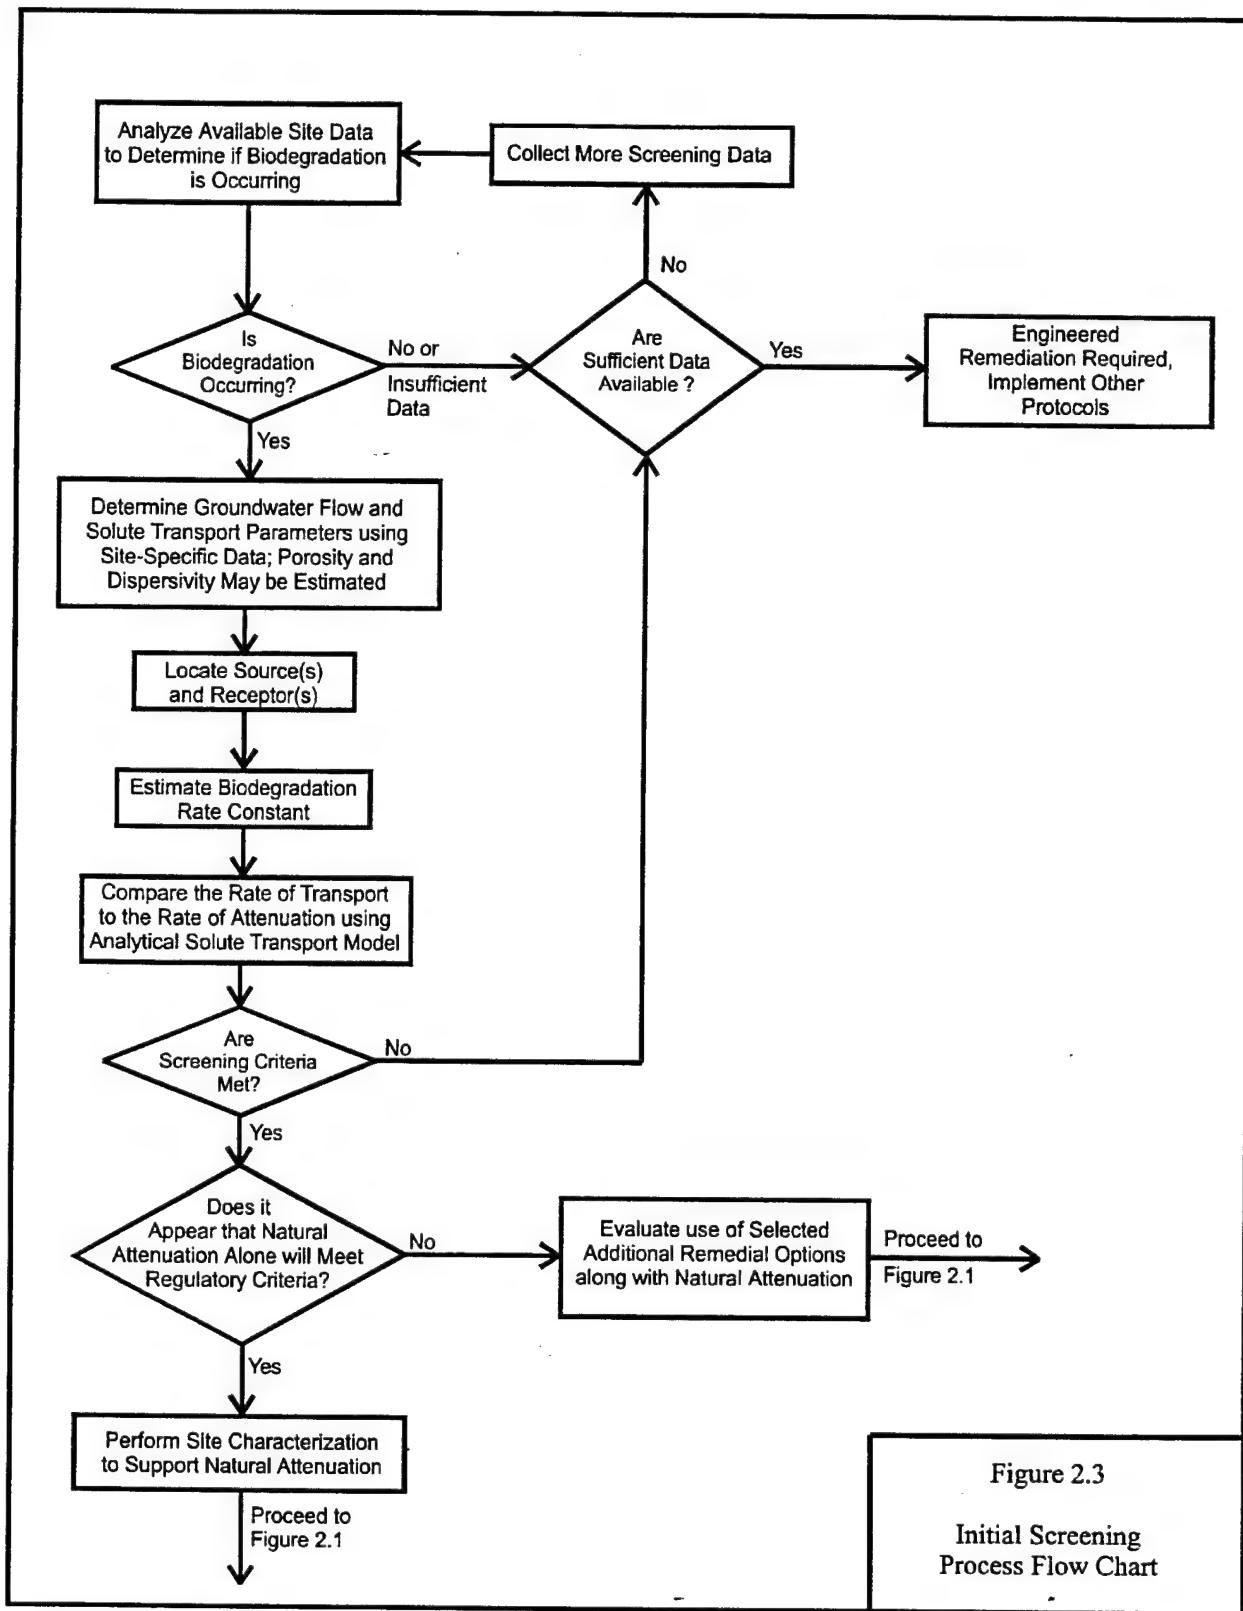 Analyze Available Site Data
to Determine if Biodegradation
is Occurring
Collect More Screening Data
No
Is
Biodegradation
Occurring?
No or
Insufficient
Data
Are
Sufficient Data
Available ?
Yes
Engineered
Remediation Required,
Implement Other
Protocols
Yes
Determine Groundwater Flow and
Solute Transport Parameters using
Site-Specific Data; Porosity and
Dispersivity May be Estimated
Locate Source(s)
and Receptor(s)
Estimate Biodegradation
Rate Constant
Compare the Rate of Transport
to the Rate of Attenuation using
Analytical Solute Transport Model
Are
Screening Criteria
Met?
No
Yes
Does it
Appear that Natural
Attenuation Alone will Meet
Regulatory Criteria?
No
Evaluate use of Selected
Additional Remedial Options
along with Natural Attenuation
Proceed to
Figure 2.1
Yes
Perform Site Characterization
to Support Natural Attenuation
Proceed to
Figure 2.1
Figure 2.3
Initial Screening
Process Flow Chart